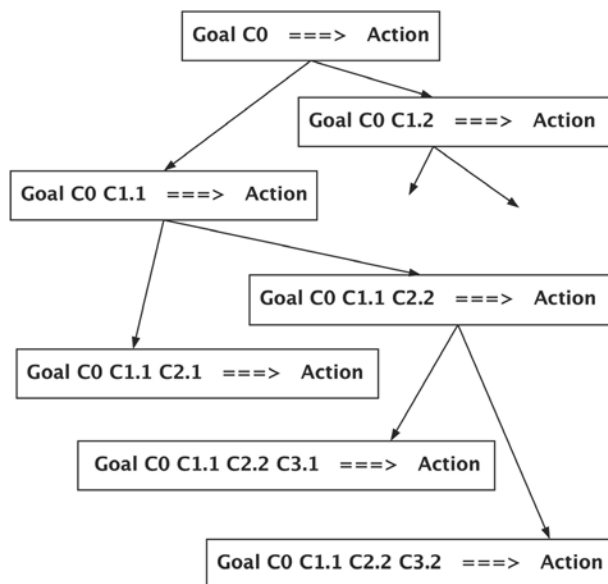 Goal C0 ===> Action
Goal C0 C1.2 ===> Action
Goal C0 C1.1 ===> Action
Goal C0 C1.1 C2.2 ===> Action
Goal C0 C1.1 C2.1 ===> Action
Goal C0 C1.1 C2.2 C3.1 ===> Action
Goal C0 C1.1 C2.2 C3.2 ===> Action